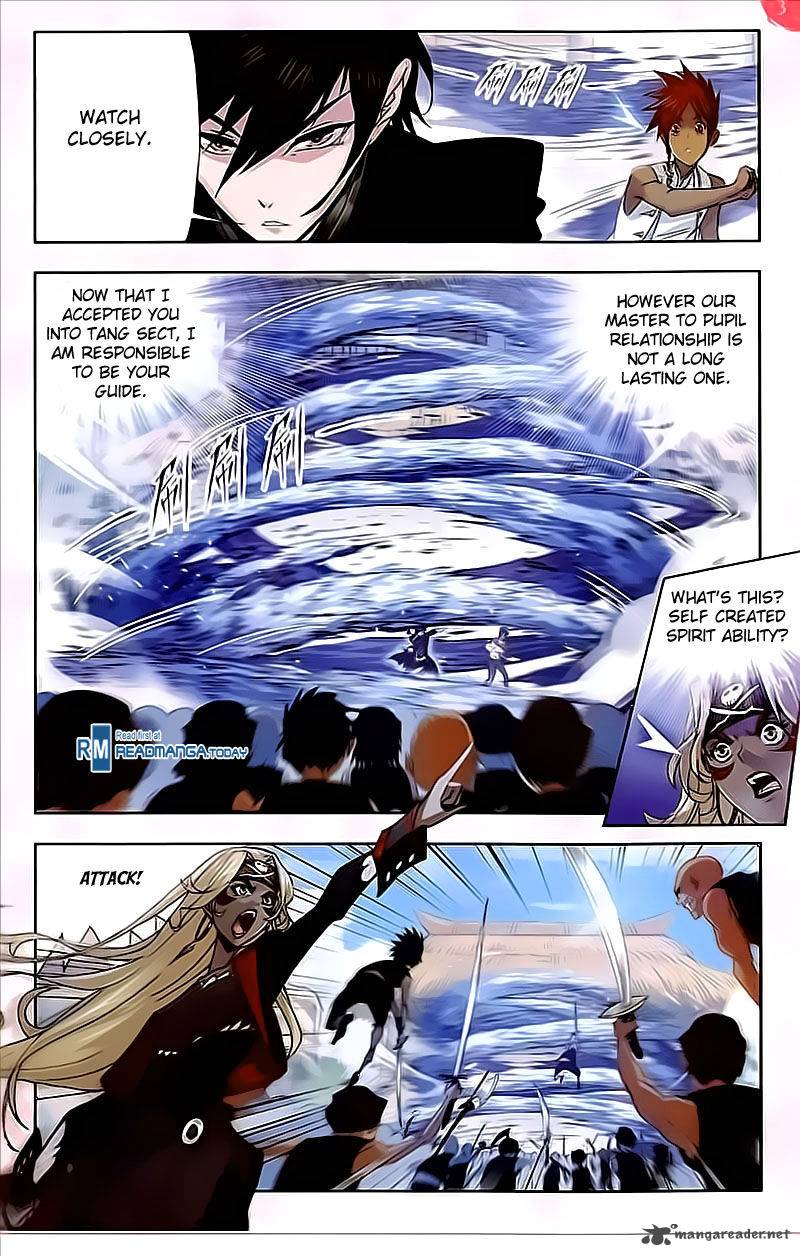 3
WATCH
CLOSELY.
刷 刷 刷
NOW THAT I
ACCEPTED YOU
INTO TANG SECT, I
AM RESPONSIBLE
TO BE YOUR
GUIDE.
HOWEVER OUR
MASTER TO PUPIL
RELATIONSHIP IS
NOT A LONG
LASTING ONE.
刷 刷 刷
WHAT'S THIS?
SELF CREATED
SPIRIT ABILITY?
RM
Read first at
READMANGA.TODAY
ATTACK!
mangareader.net